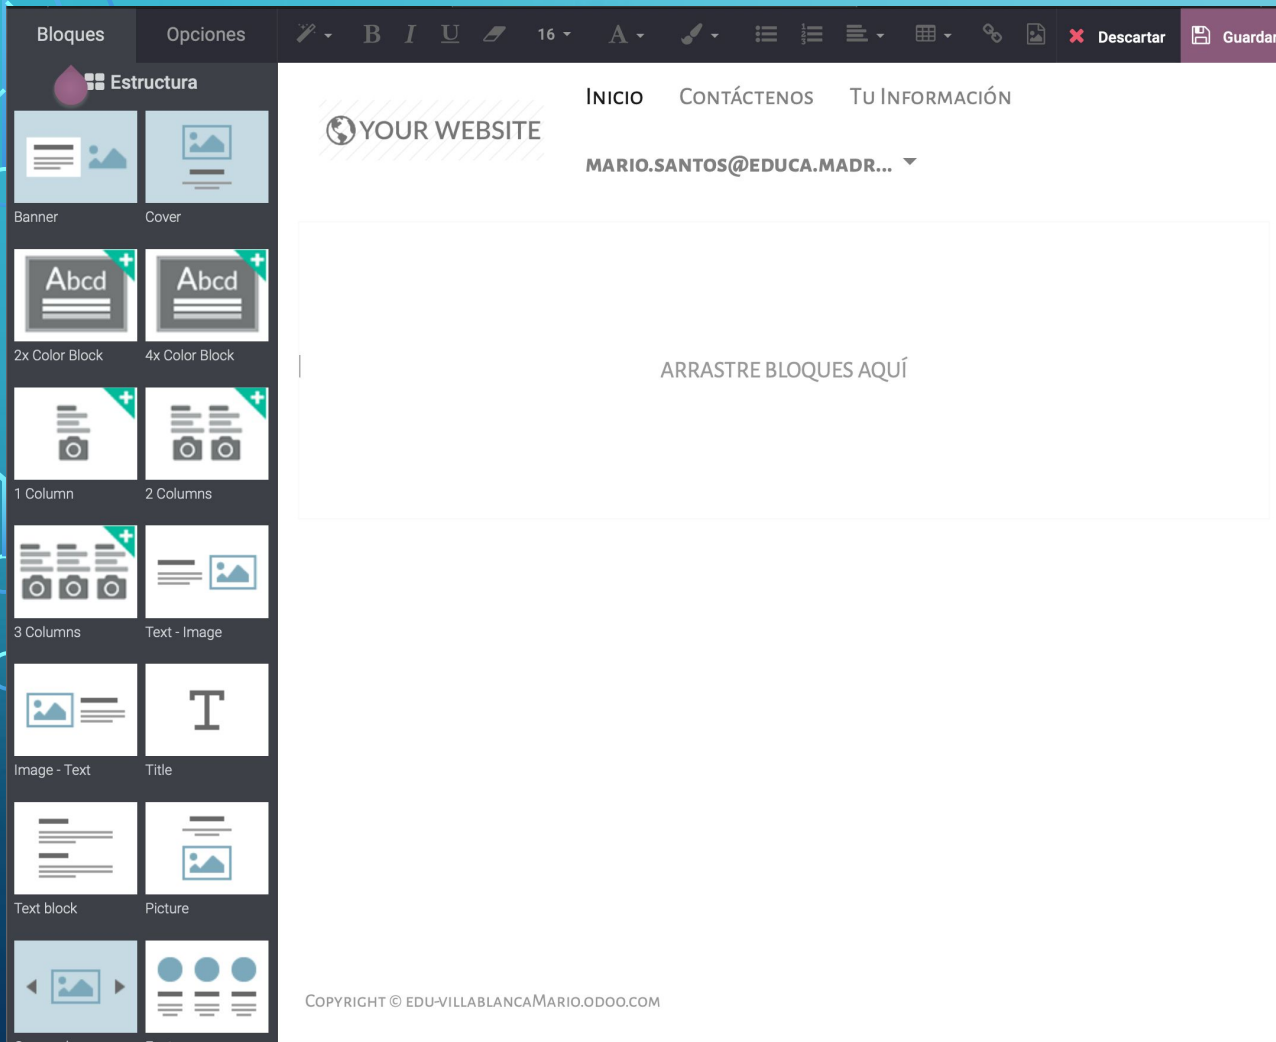 Bloques
Opciones
B I U
16
A
Descartar
Guardar
Estructura
Banner
Cover
Abcd
Abcd
2x Color Block
4x Color Block
1 Column
2 Columns
3 Columns
Text - Image
Image - Text
T
Title
Text block
Picture
YOUR WEBSITE
Inicio
Contáctenos
Tu Información
mario.santos@educa.madr...
ARRASTRE BLOQUES AQUÍ
Copyright © edu-villablancaMario.odoo.com